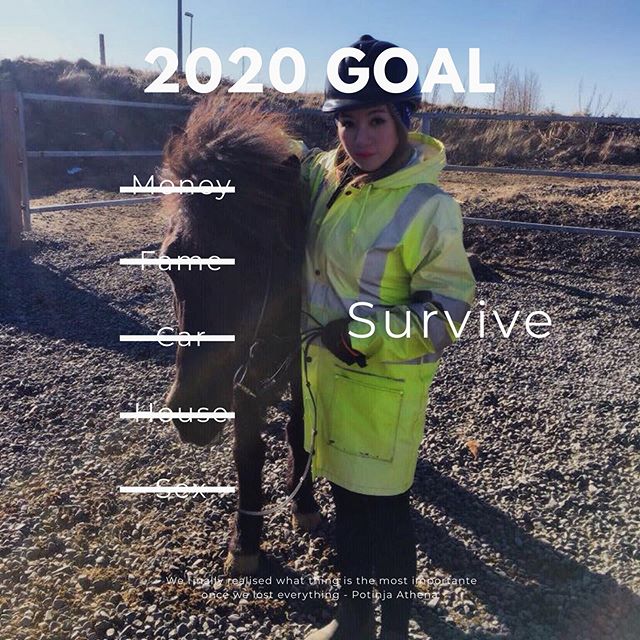 2020 GOAL
Money
Fame
Car
House
Sex
Survive
We finally realised what thing is the most importante
once we lost everything - Potinja Athena